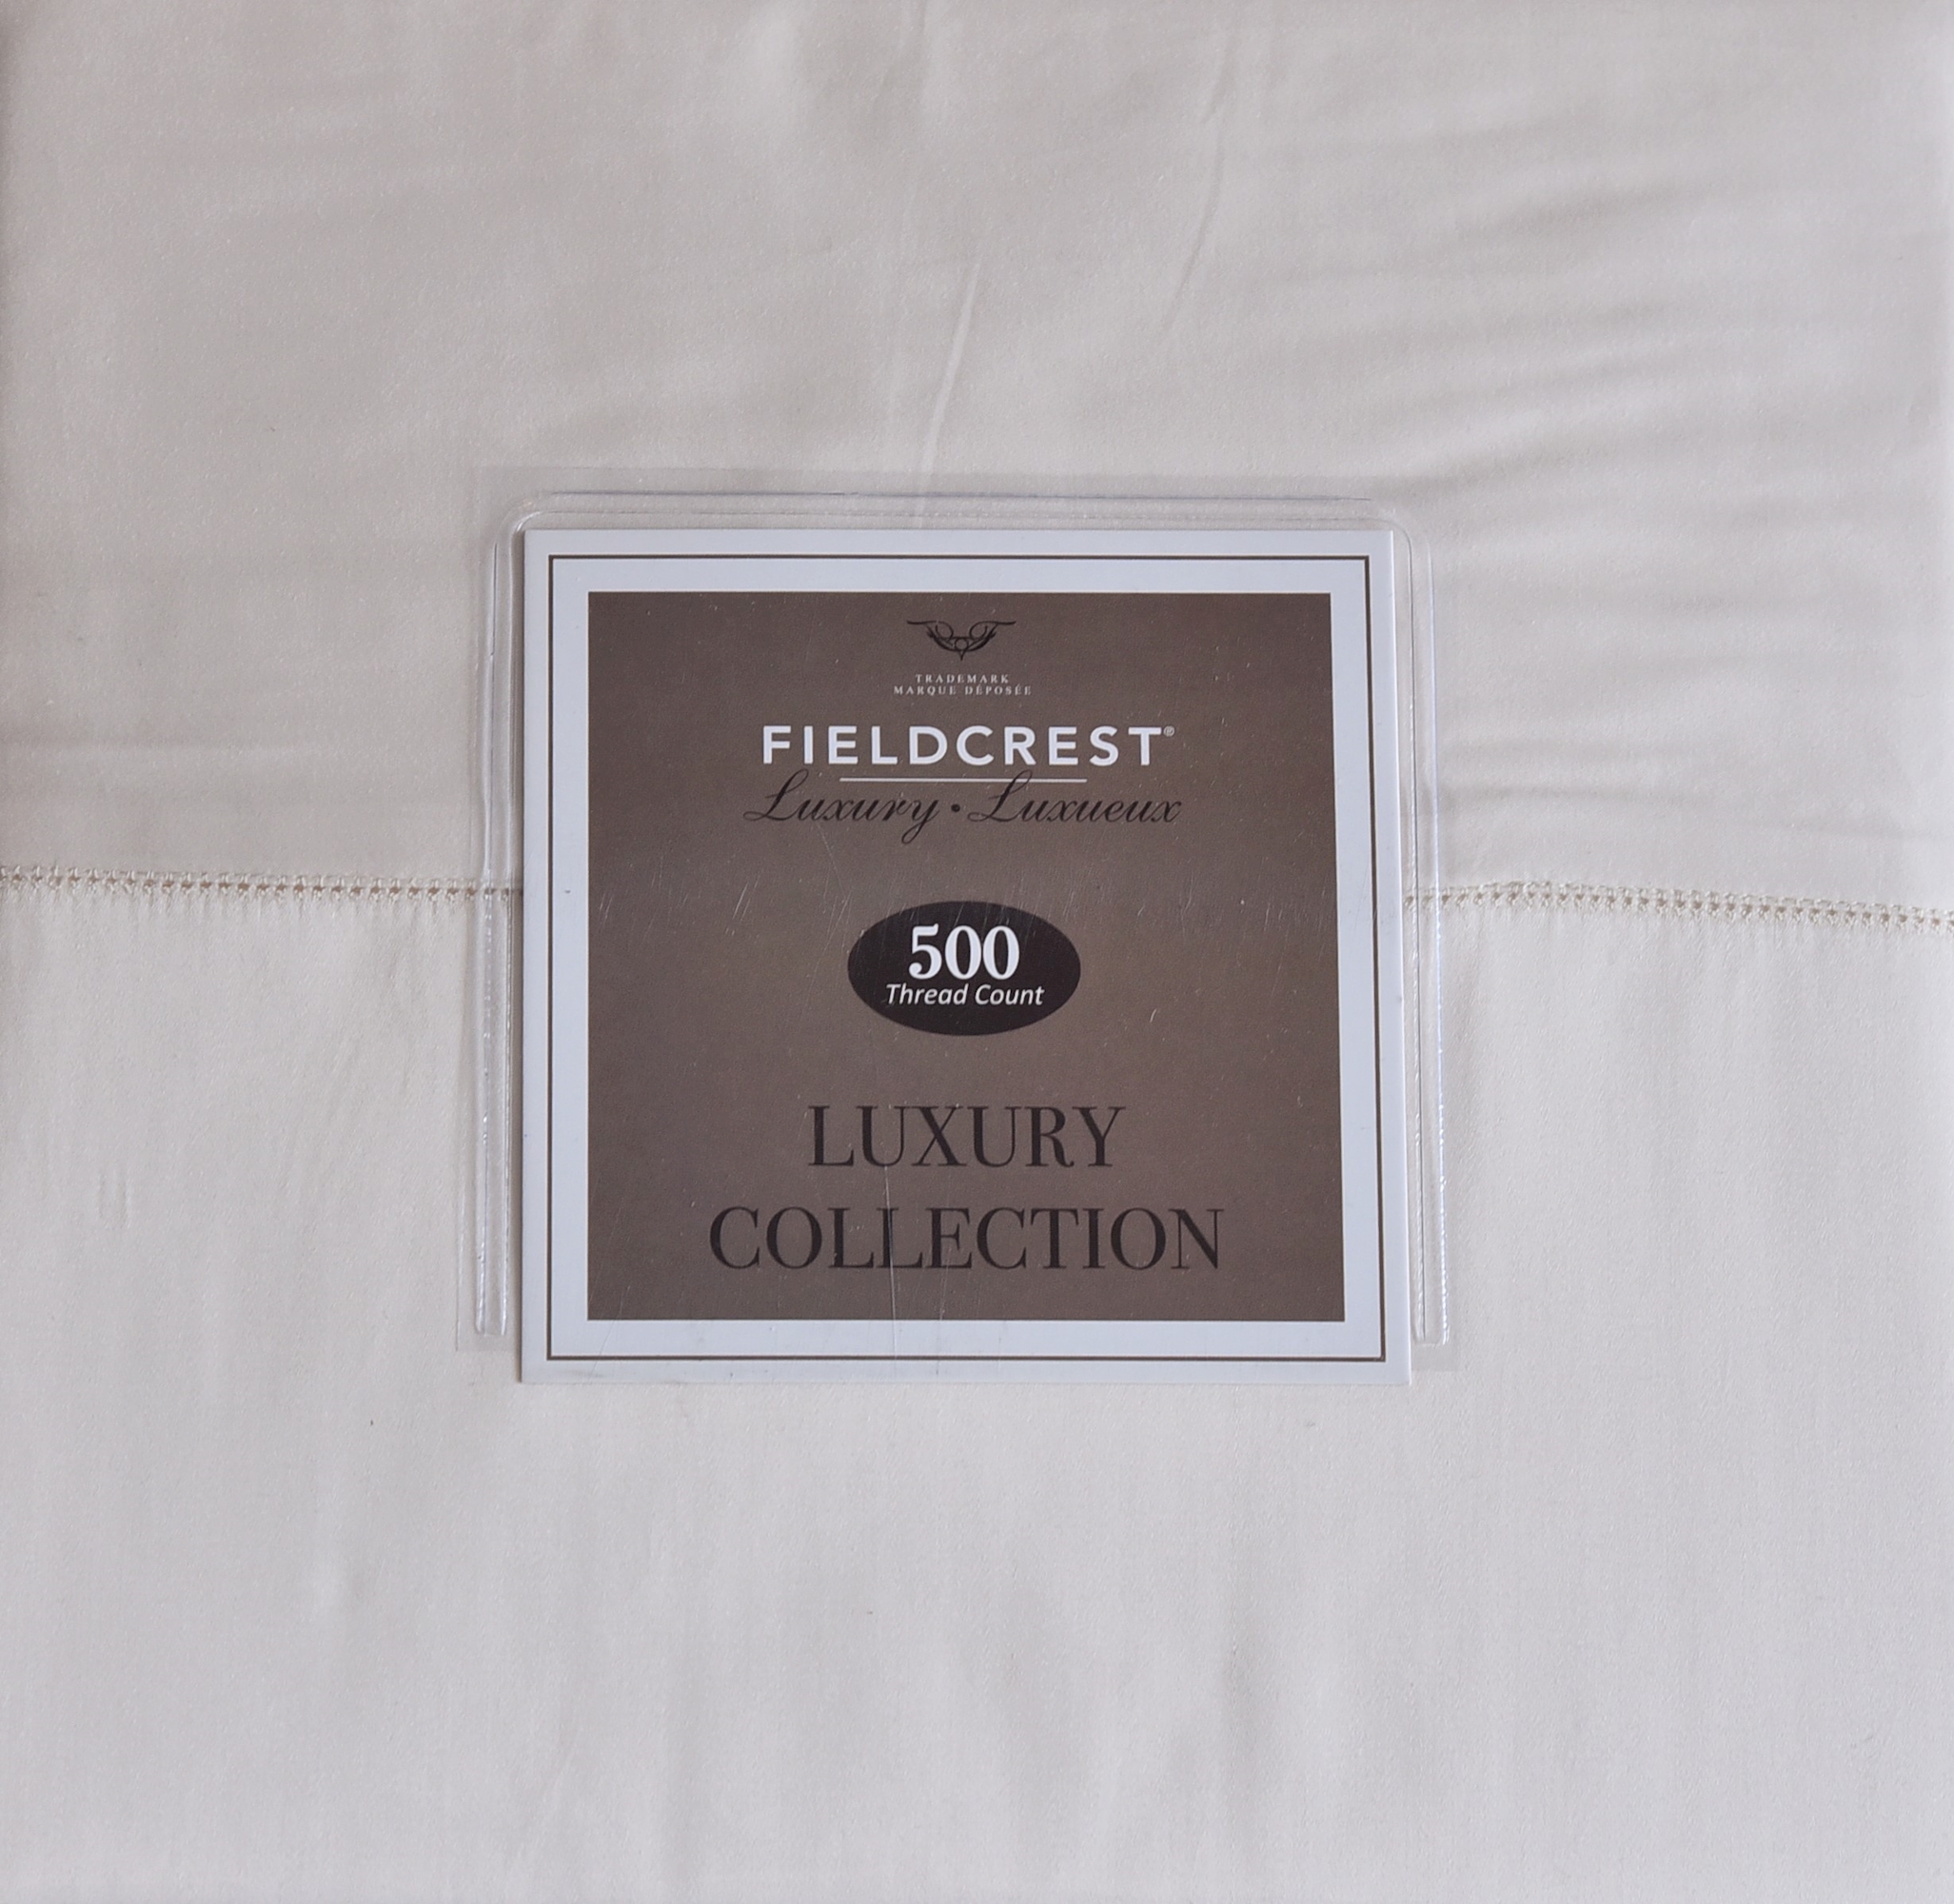 TRADEMARK
MARQUE DÉPOSÉE
FIELDCREST®
Luxury • Luxueux
500
Thread Count
LUXURY
COLLECTION